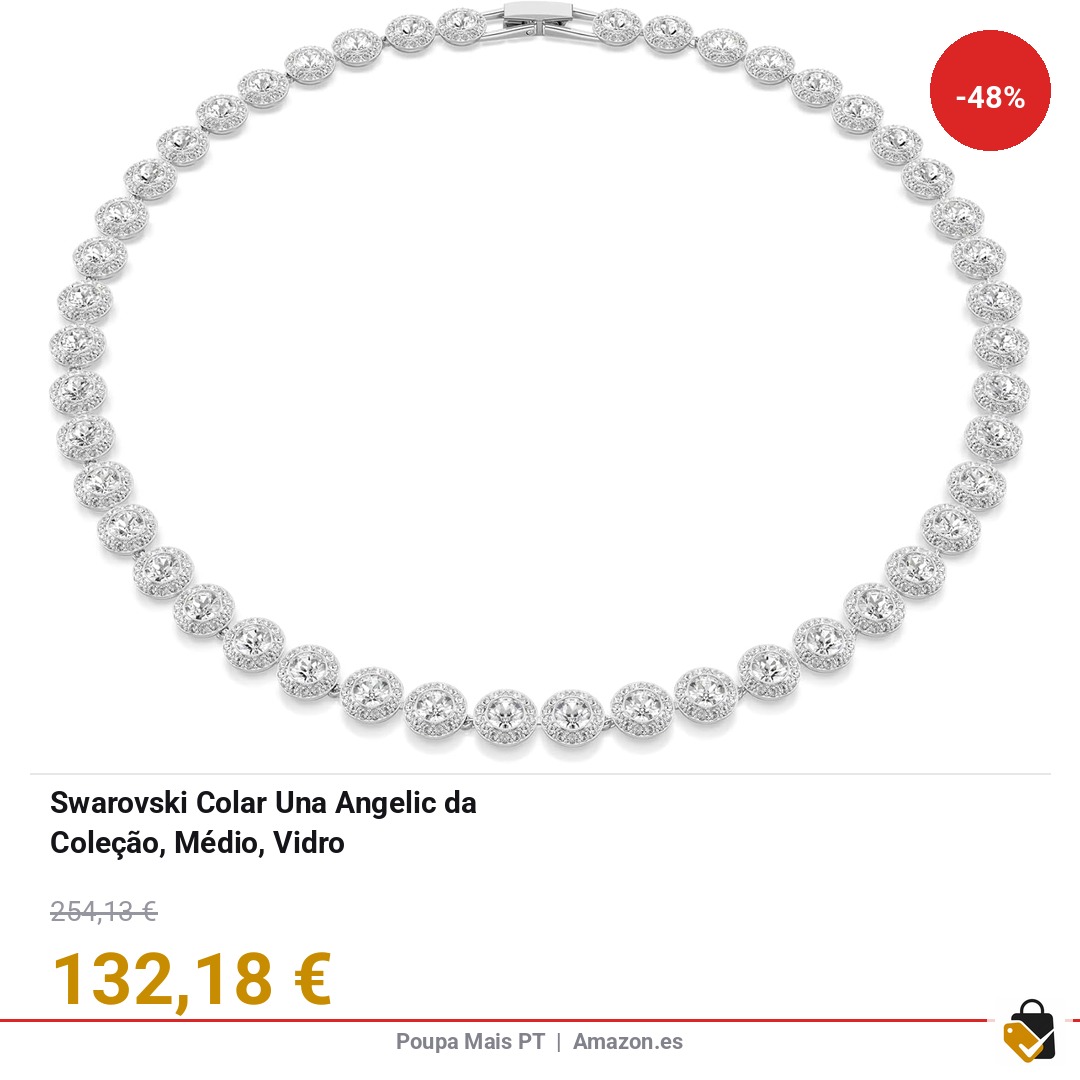 -48%
Swarovski Colar Una Angelic da
Coleção, Médio, Vidro
254,13 €
132,18 €
Poupa Mais PT | Amazon.es